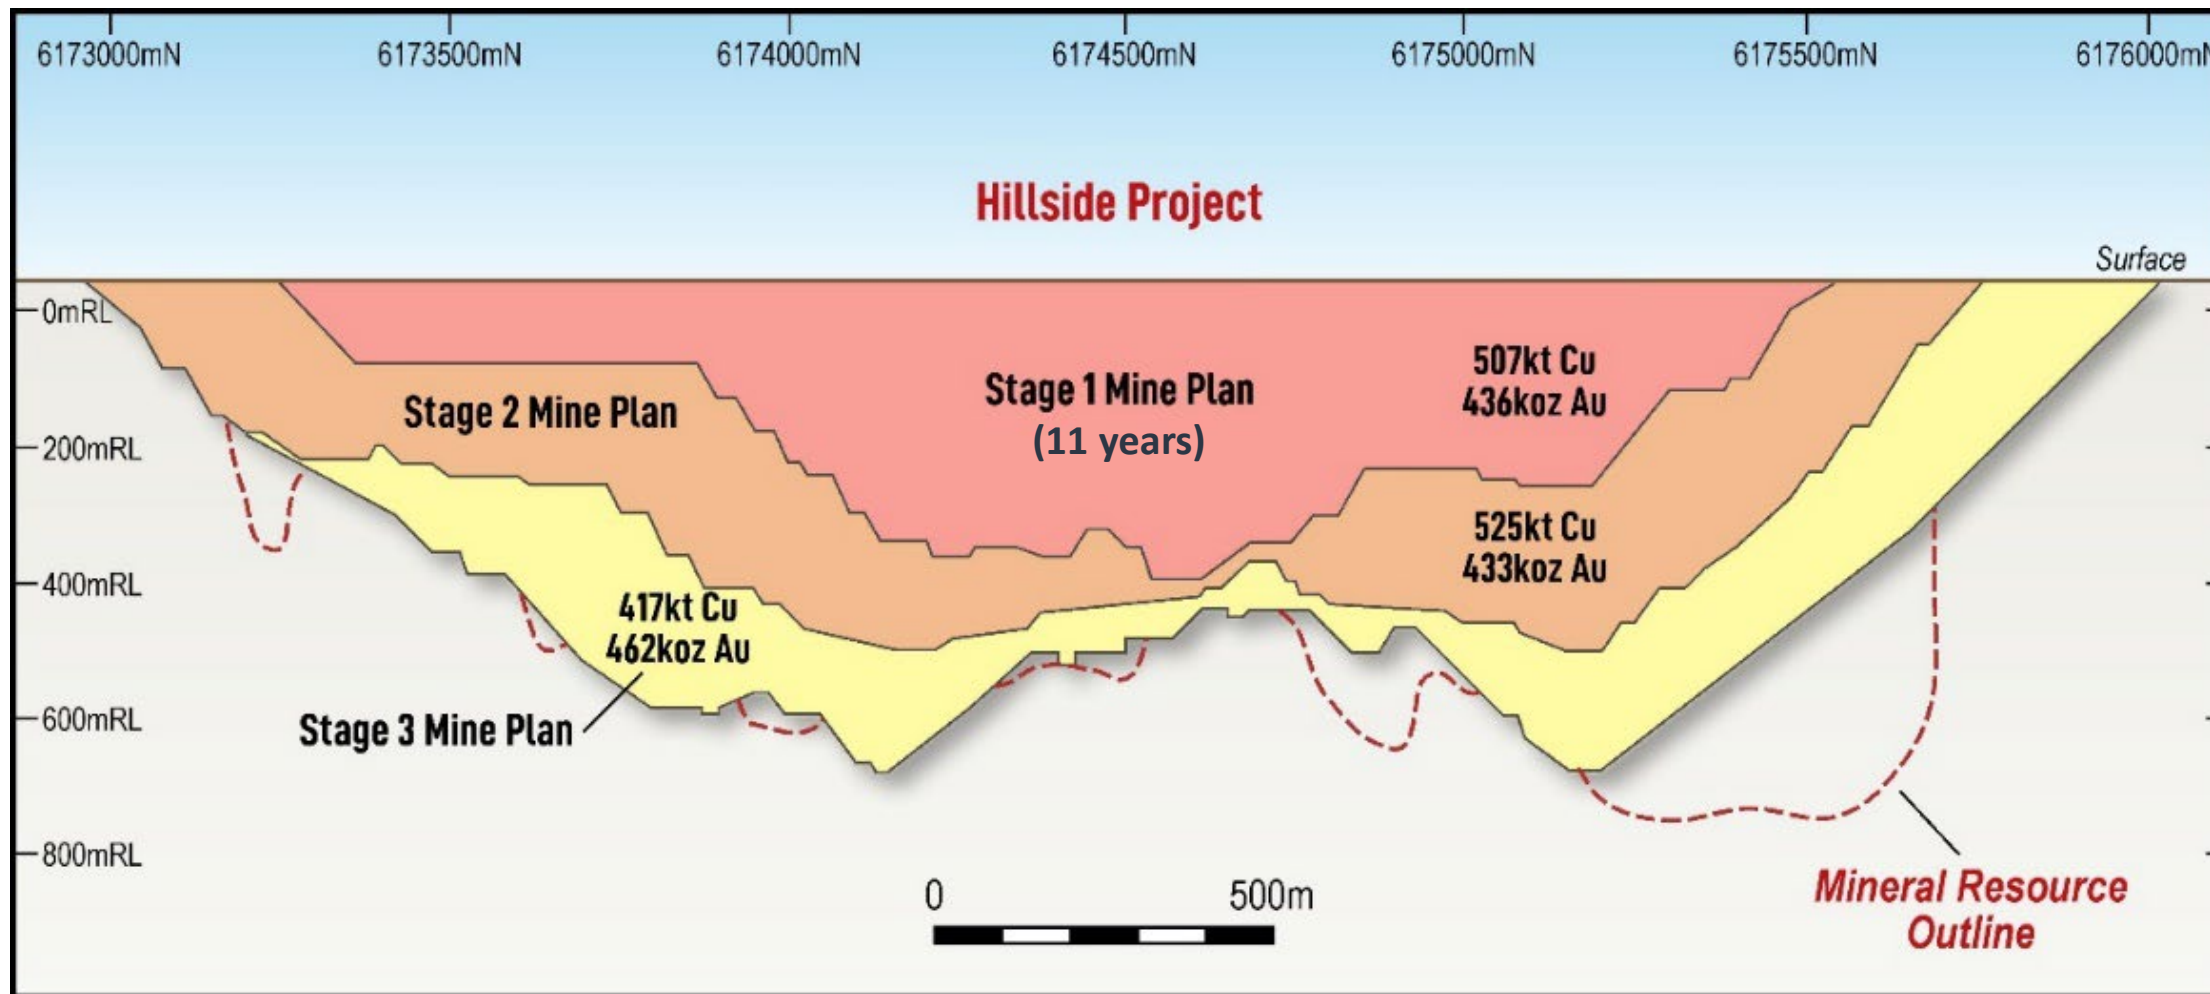 6173000mN 6173500mN 6174000mN 6174500mN 6175000mN 6175500mN 6176000mN
Hillside Project
Surface
0mRL
507kt Cu
436koz Au
Stage 1 Mine Plan
(11 years)
Stage 2 Mine Plan
200mRL
525kt Cu
433koz Au
400mRL
417kt Cu
462koz Au
600mRL
Stage 3 Mine Plan
800mRL
0 500m
Mineral Resource
Outline